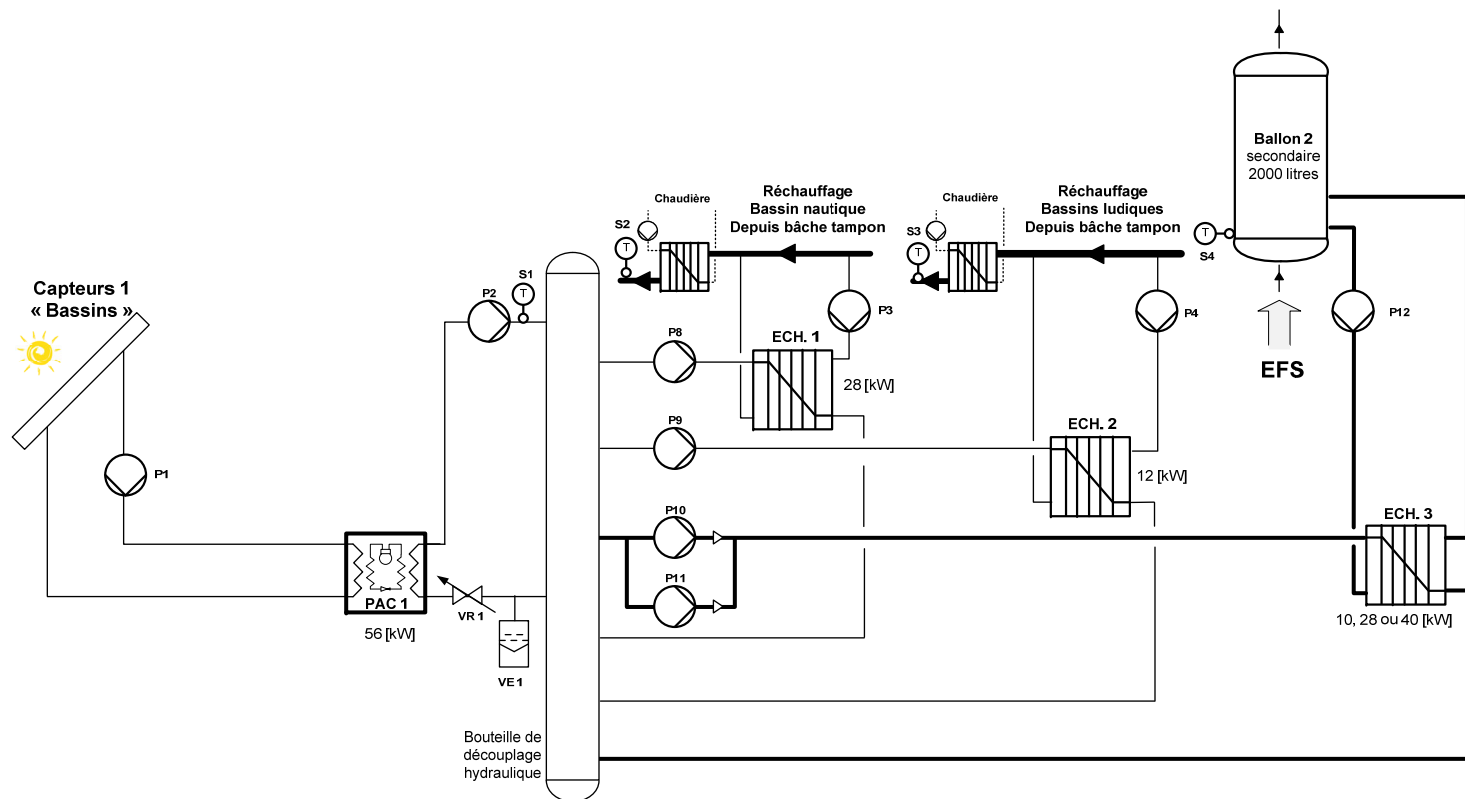 Capteurs 1
« Bassins »
P1
PAC 1
56 [kW]
P2
S1
T
VR 1
VE 1
Bouteille de
découplage
hydraulique
S2
T
Chaudière
Réchauffage
Bassin nautique
Depuis bâche tampon
P3
P8
ECH. 1
28 [kW]
S3
T
Chaudière
Réchauffage
Bassins ludiques
Depuis bâche tampon
P4
P9
ECH. 2
12 [kW]
P10
P11
T
S4
Ballon 2
secondaire
2000 litres
EFS
P12
ECH. 3
10, 28 ou 40 [kW]